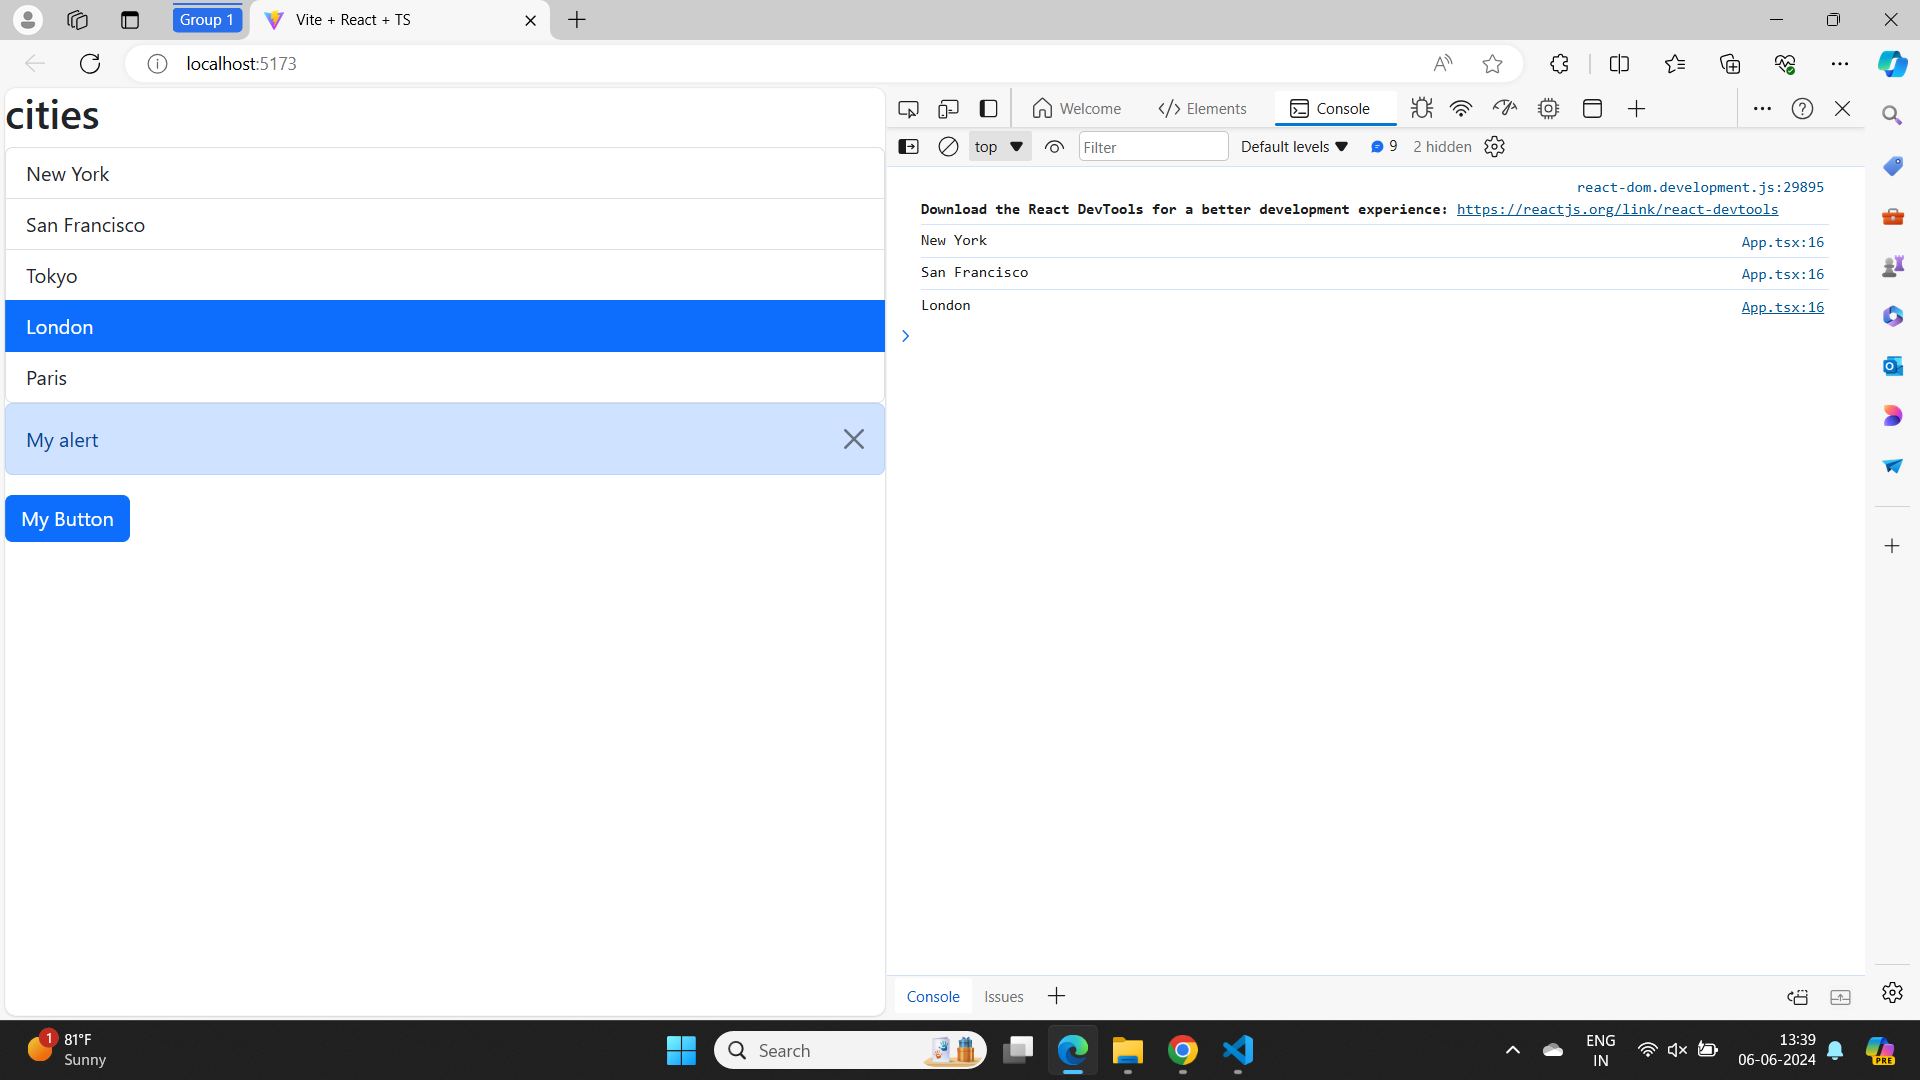 Group 1
Vite + React + TS
localhost:5173
cities
New York
San Francisco
Tokyo
London
Paris
My alert
My Button
Welcome
Elements
Console
top
Filter
Default levels
9
2 hidden
react-dom.development.js:29895
Download the React DevTools for a better development experience: https://reactjs.org/link/react-devtools
New York App.tsx:16
San Francisco App.tsx:16
London App.tsx:16
Console
Issues
1
81°F
Sunny
Search
ENG
IN
13:39
06-06-2024
PRE